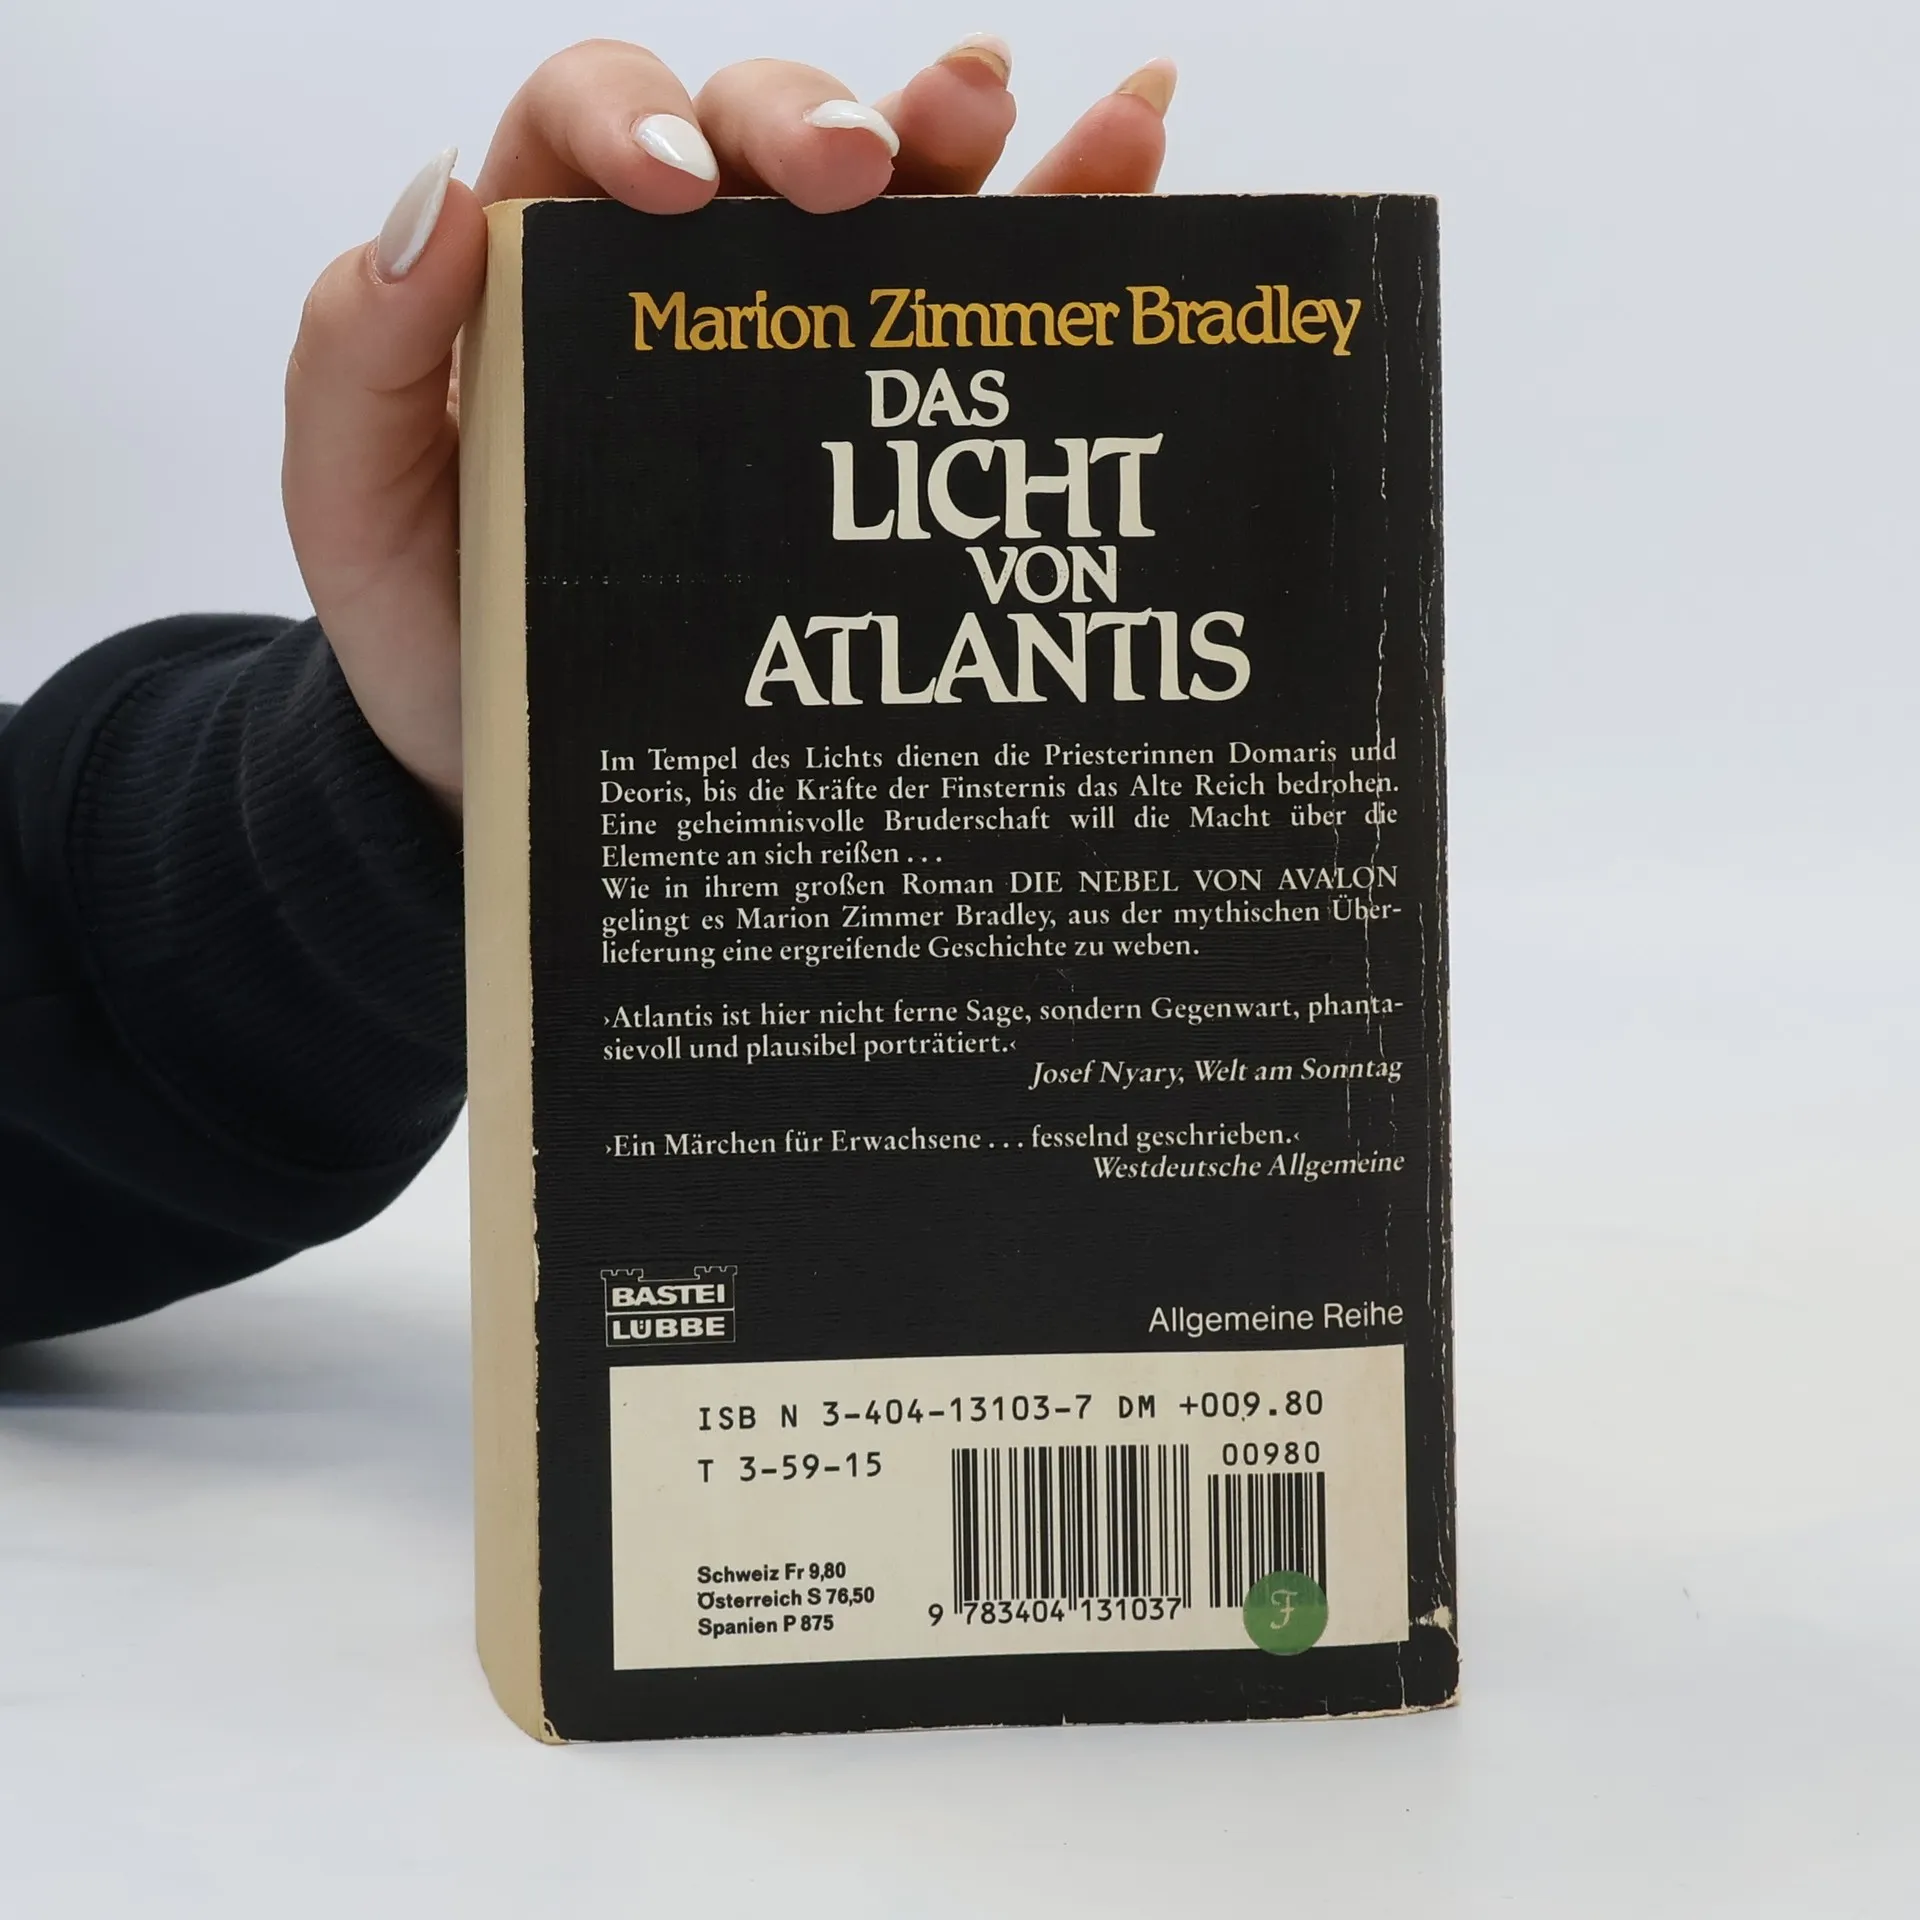 Marion Zimmer Bradley
DAS
LICHT
VON
ATLANTIS
Im Tempel des Lichts dienen die Priesterinnen Domaris und
Deoris, bis die Kräfte der Finsternis das Alte Reich bedrohen.
Eine geheimnisvolle Bruderschaft will die Macht über die
Elemente an sich reißen . . .
Wie in ihrem großen Roman DIE NEBEL VON AVALON
gelingt es Marion Zimmer Bradley, aus der mythischen Über-
lieferung eine ergreifende Geschichte zu weben.
›Atlantis ist hier nicht ferne Sage, sondern Gegenwart, phanta-
sievoll und plausibel porträtiert.‹
Josef Nyary, Welt am Sonntag
›Ein Märchen für Erwachsene . . . fesselnd geschrieben.‹
Westdeutsche Allgemeine
BASTEI
LÜBBE
Allgemeine Reihe
ISB N 3-404-13103-7 DM +009.80
T 3-59-15
00980
Schweiz Fr 9,80
Österreich S 76,50
Spanien P 875
9 783404 131037
F